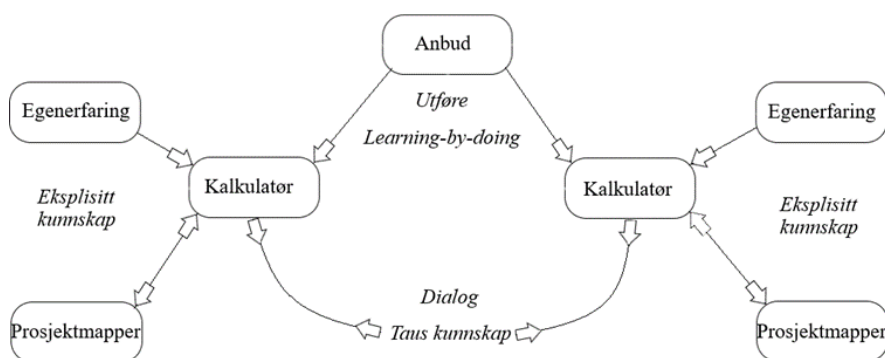 Anbud
Egenerfaring
Utføre
Egenerfaring
Learning-by-doing
Kalkulatør
Kalkulatør
Eksplisitt
kunnskap
Eksplisitt
kunnskap
Dialog
Prosjektmapper
Taus kunnskap
Prosjektmapper